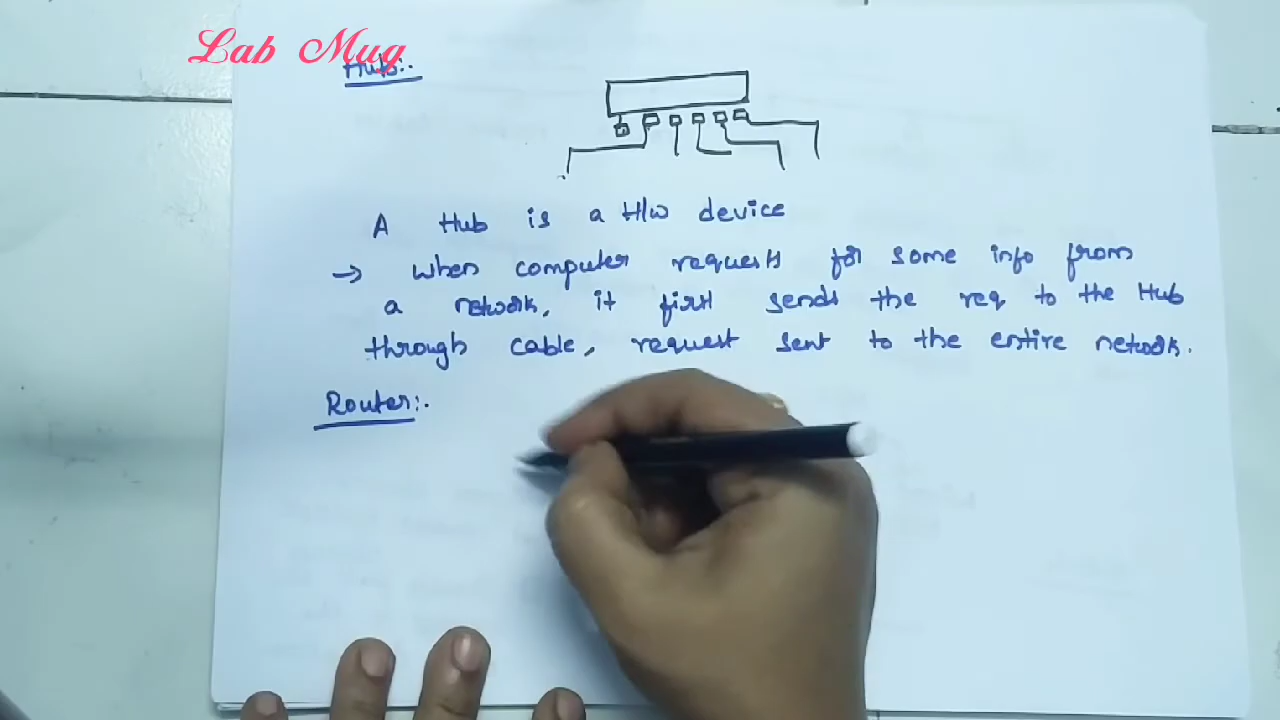 Lab Mug
Hub:-
A Hub is a H/w device
→ when computer requests for some info from
a network, it first sends the req to the Hub
through cable, request sent to the entire network.
Router:-